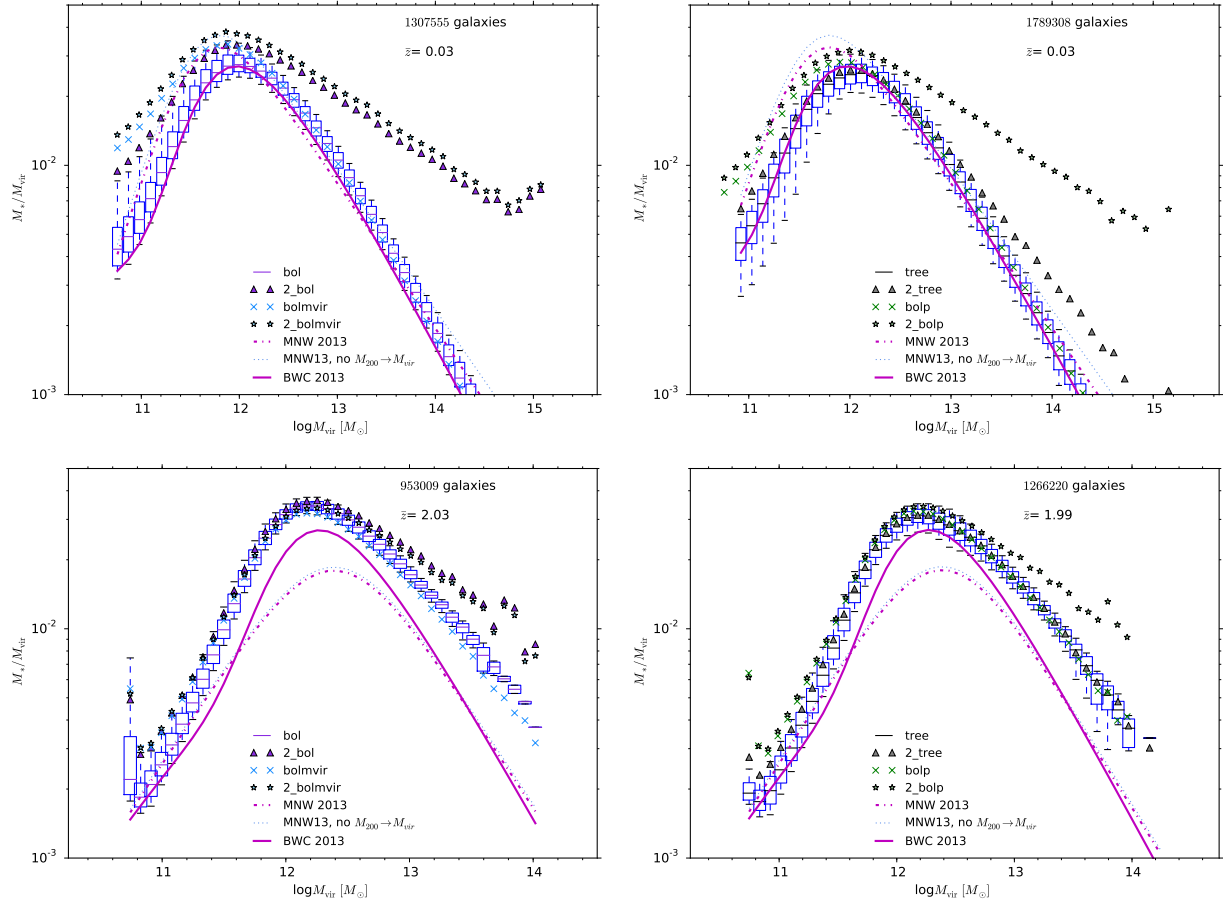 1307555 galaxies
z̄= 0.03
M∗/Mvir
10⁻²
10⁻³
bol
2_bol
bolmvir
2_bolmvir
MNW 2013
MNW13, no M₂₀₀→Mvir
BWC 2013
11 12 13 14 15
logMvir [M⊙]
1789308 galaxies
z̄= 0.03
M∗/Mvir
10⁻²
10⁻³
tree
2_tree
bolp
2_bolp
MNW 2013
MNW13, no M₂₀₀→Mvir
BWC 2013
11 12 13 14 15
logMvir [M⊙]
953009 galaxies
z̄= 2.03
M∗/Mvir
10⁻²
10⁻³
bol
2_bol
bolmvir
2_bolmvir
MNW 2013
MNW13, no M₂₀₀→Mvir
BWC 2013
11 12 13 14
logMvir [M⊙]
1266220 galaxies
z̄= 1.99
M∗/Mvir
10⁻²
10⁻³
tree
2_tree
bolp
2_bolp
MNW 2013
MNW13, no M₂₀₀→Mvir
BWC 2013
11 12 13 14
logMvir [M⊙]